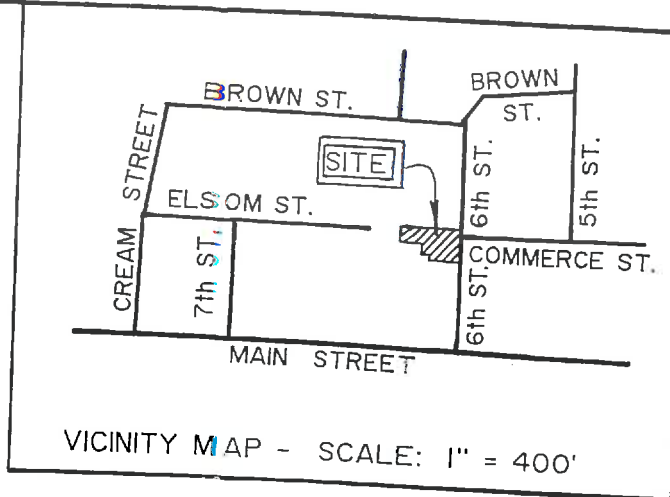 BROWN ST.
BROWN
ST.
STREET
SITE
6th ST.
5th ST.
ELSOM ST.
CREAM
7th ST.
COMMERCE ST.
6th ST.
MAIN STREET
VICINITY MAP - SCALE: 1" = 400'